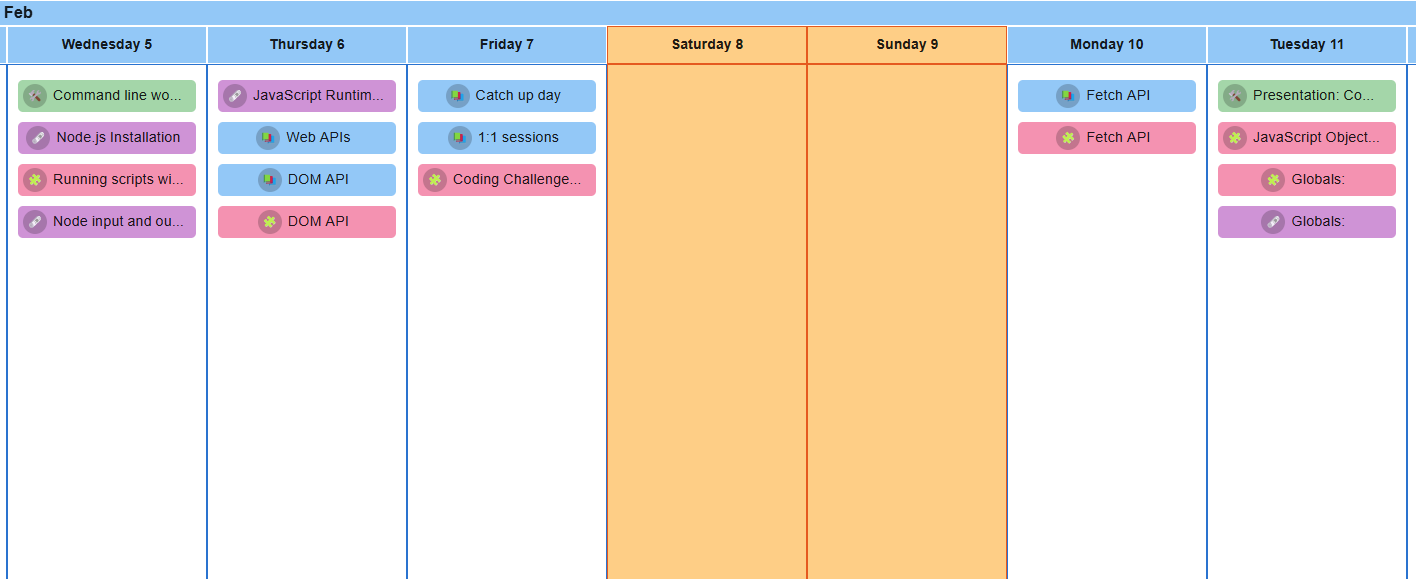 Feb
Wednesday 5
Thursday 6
Friday 7
Saturday 8
Sunday 9
Monday 10
Tuesday 11
Command line wo...
Node.js Installation
Running scripts wi...
Node input and ou...
JavaScript Runtim...
Web APIs
DOM API
DOM API
Catch up day
1:1 sessions
Coding Challenge...
Fetch API
Fetch API
Presentation: Co...
JavaScript Object...
Globals:
Globals: